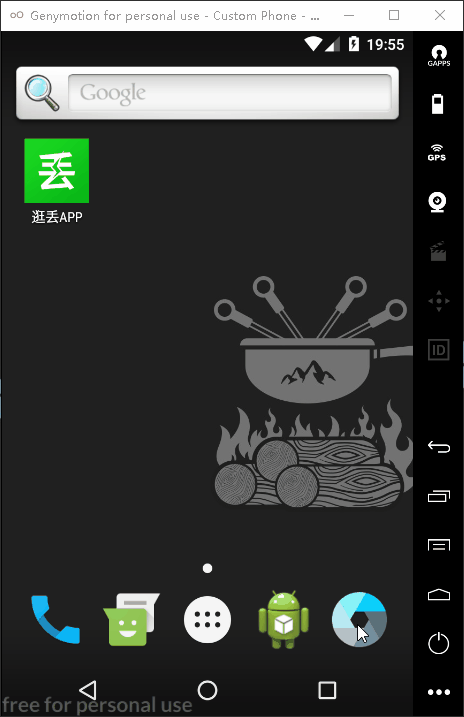 Genymotion for personal use - Custom Phone - ...
19:55
GAPPS
Google
GPS
逛丢APP
丢
ID
free for personal use